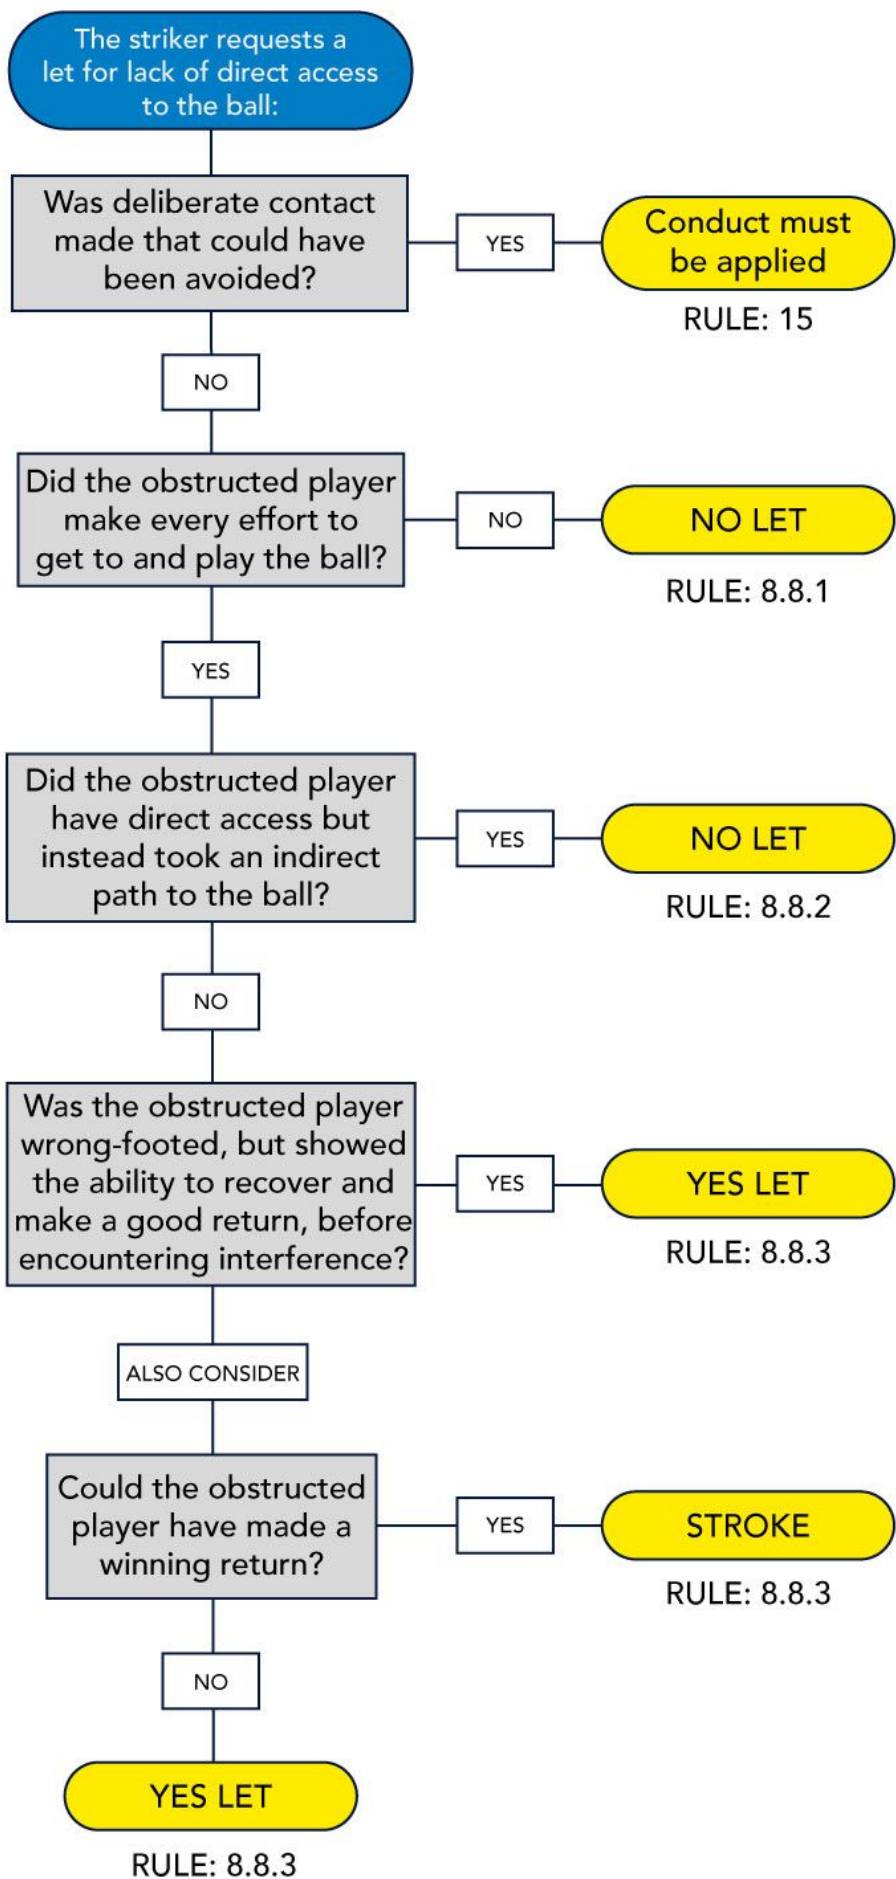 The striker requests a
let for lack of direct access
to the ball:
Was deliberate contact
made that could have
been avoided?
YES
Conduct must
be applied
RULE: 15
NO
Did the obstructed player
make every effort to
get to and play the ball?
NO
NO LET
RULE: 8.8.1
YES
Did the obstructed player
have direct access but
instead took an indirect
path to the ball?
YES
NO LET
RULE: 8.8.2
NO
Was the obstructed player
wrong-footed, but showed
the ability to recover and
make a good return, before
encountering interference?
YES
YES LET
RULE: 8.8.3
ALSO CONSIDER
Could the obstructed
player have made a
winning return?
YES
STROKE
RULE: 8.8.3
NO
YES LET
RULE: 8.8.3